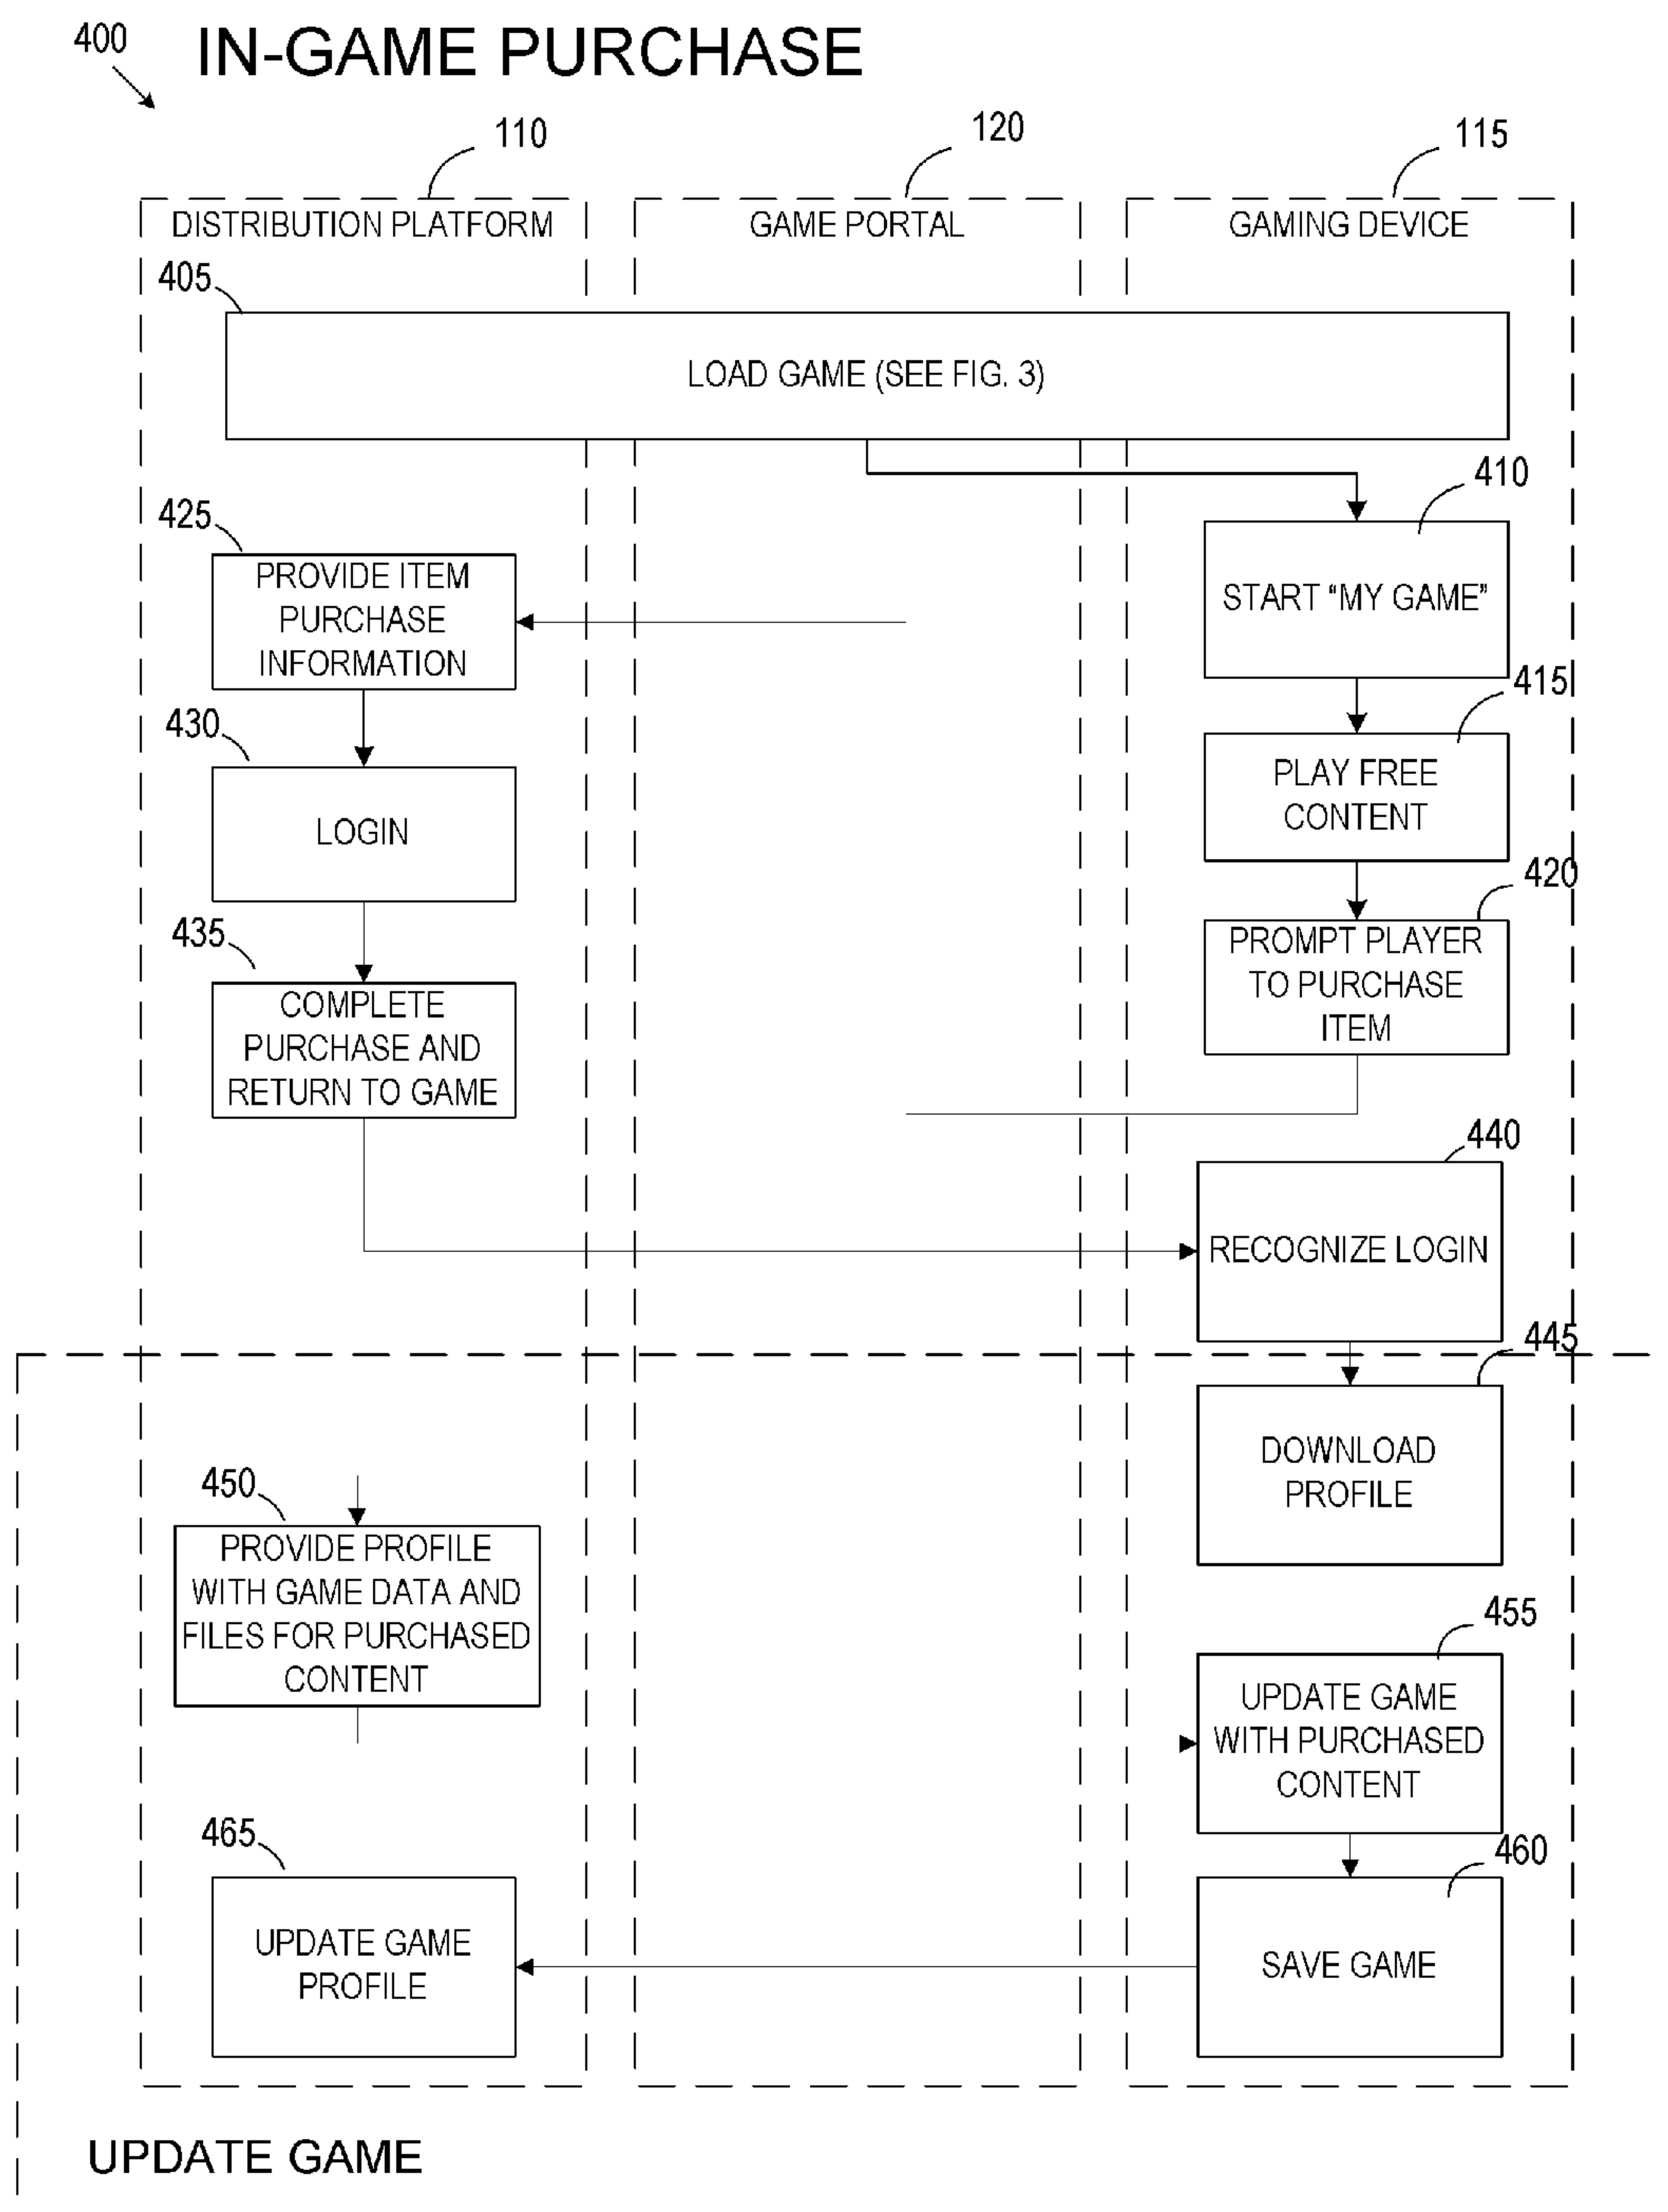 400
IN-GAME PURCHASE
110
120
115
DISTRIBUTION PLATFORM
GAME PORTAL
GAMING DEVICE
405
LOAD GAME (SEE FIG. 3)
410
START “MY GAME”
425
PROVIDE ITEM
PURCHASE
INFORMATION
415
PLAY FREE
CONTENT
430
LOGIN
420
PROMPT PLAYER
TO PURCHASE
ITEM
435
COMPLETE
PURCHASE AND
RETURN TO GAME
440
RECOGNIZE LOGIN
445
DOWNLOAD
PROFILE
450
PROVIDE PROFILE
WITH GAME DATA AND
FILES FOR PURCHASED
CONTENT
455
UPDATE GAME
WITH PURCHASED
CONTENT
460
SAVE GAME
465
UPDATE GAME
PROFILE
UPDATE GAME